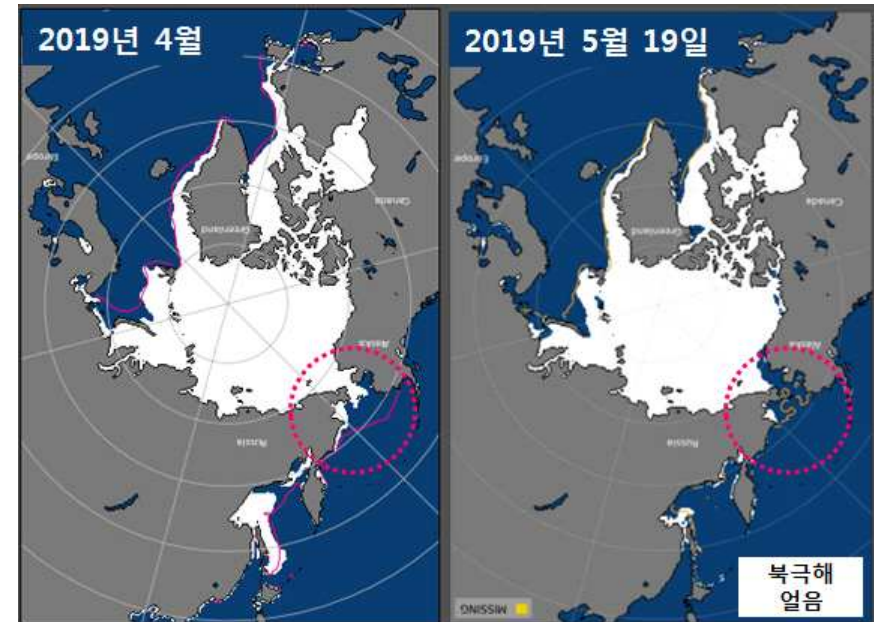 2019년 4월
2019년 5월 19일
Europe
Europe
Canada
Canada
Greenland
Greenland
Alaska
Alaska
Russia
Russia
MISSING
북극해
얼음